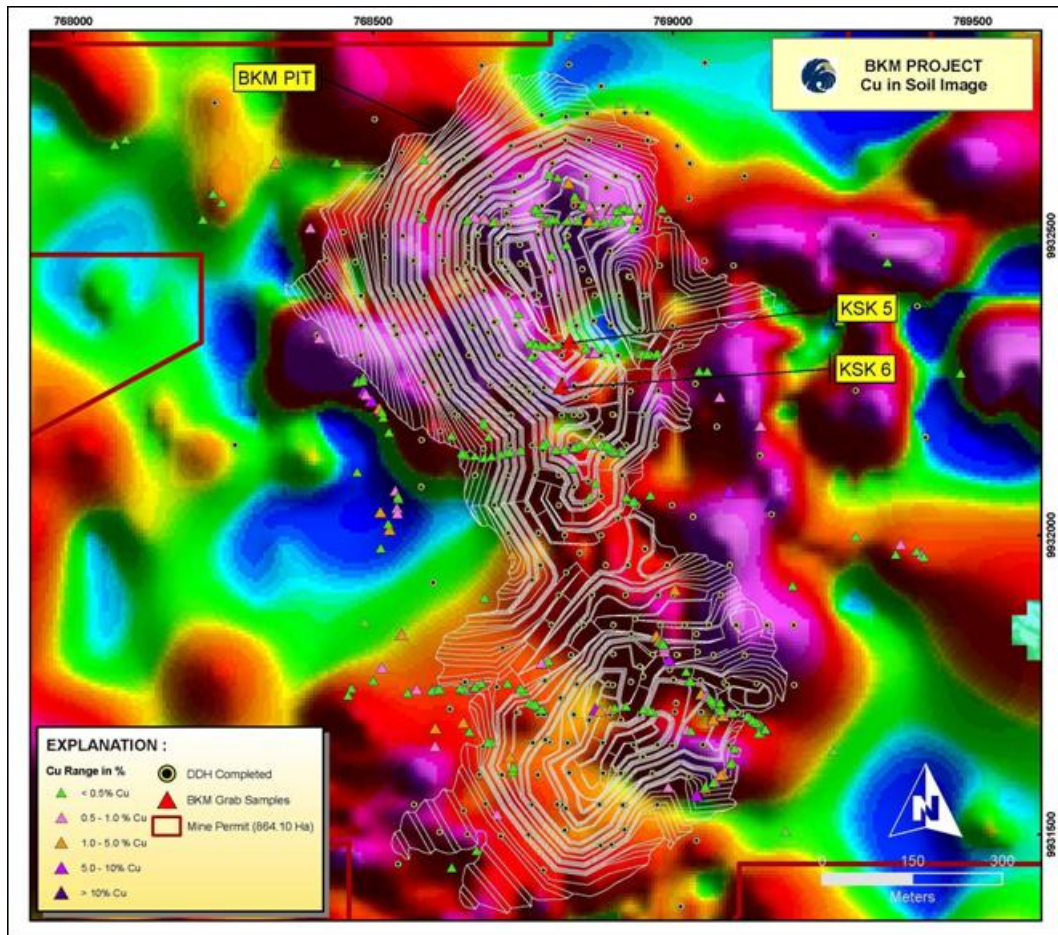 768000
768500
769000
769500
BKM PROJECT
Cu in Soil Image
BKM PIT
9932500
KSK 5
KSK 6
9932000
9931500
EXPLANATION :
Cu Range in %
< 0.5% Cu
0.5 - 1.0 % Cu
1.0 - 5.0 % Cu
5.0 - 10% Cu
> 10% Cu
DDH Completed
BKM Grab Samples
Mine Permit (864.10 Ha)
N
0 150 300
Meters